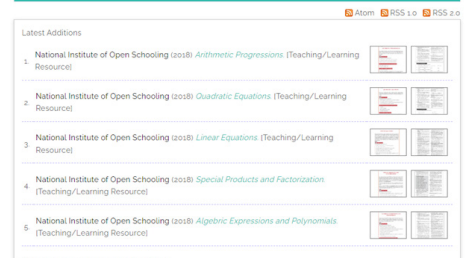 Atom RSS 1.0 RSS 2.0
Latest Additions
1. National Institute of Open Schooling (2018) Arithmetic Progressions. [Teaching/Learning
Resource]
2. National Institute of Open Schooling (2018) Quadratic Equations. [Teaching/Learning
Resource]
3. National Institute of Open Schooling (2018) Linear Equations. [Teaching/Learning
Resource]
4. National Institute of Open Schooling (2018) Special Products and Factorization.
[Teaching/Learning Resource]
5. National Institute of Open Schooling (2018) Algebraic Expressions and Polynomials.
[Teaching/Learning Resource]